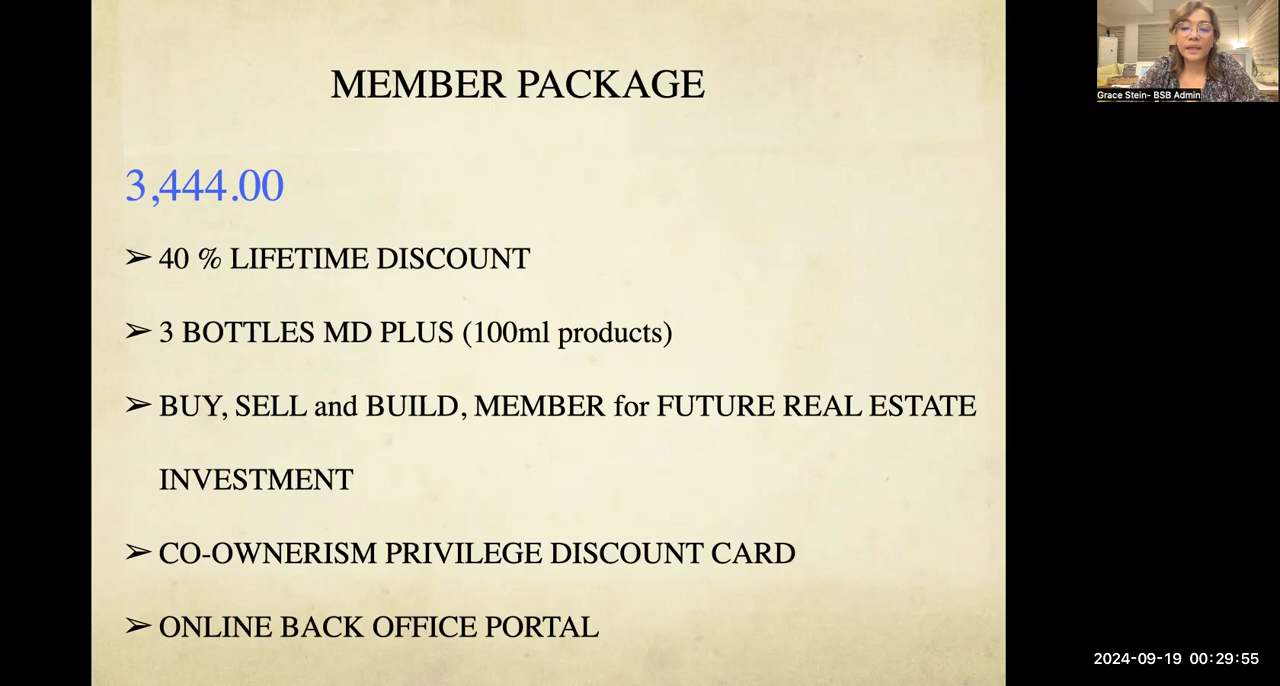 MEMBER PACKAGE
3,444.00
➢ 40 % LIFETIME DISCOUNT
➢ 3 BOTTLES MD PLUS (100ml products)
➢ BUY, SELL and BUILD, MEMBER for FUTURE REAL ESTATE
INVESTMENT
➢ CO-OWNERISM PRIVILEGE DISCOUNT CARD
➢ ONLINE BACK OFFICE PORTAL
Grace Stein- BSB Admin
2024-09-19 00:29:55